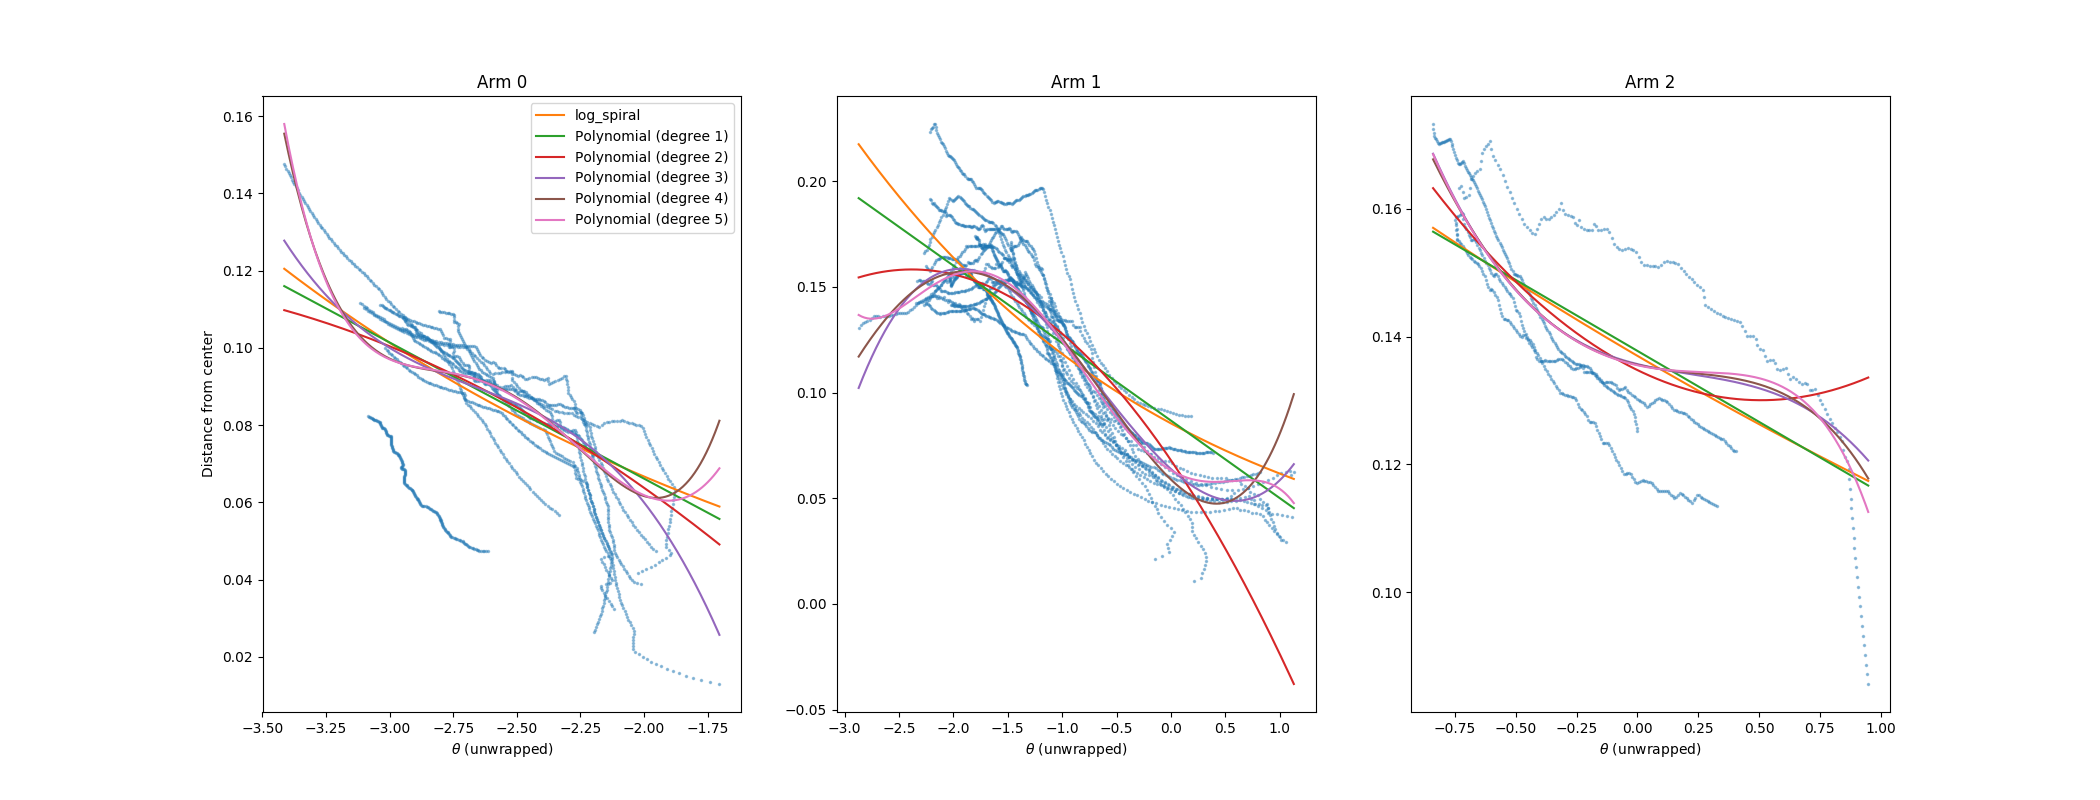 Arm 0
Arm 1
Arm 2
log_spiral
Polynomial (degree 1)
Polynomial (degree 2)
Polynomial (degree 3)
Polynomial (degree 4)
Polynomial (degree 5)
Distance from center
0.16
0.14
0.12
0.10
0.08
0.06
0.04
0.02
−3.50 −3.25 −3.00 −2.75 −2.50 −2.25 −2.00 −1.75
θ (unwrapped)
0.20
0.15
0.10
0.05
0.00
−0.05
−3.0 −2.5 −2.0 −1.5 −1.0 −0.5 0.0 0.5 1.0
θ (unwrapped)
0.16
0.14
0.12
0.10
−0.75 −0.50 −0.25 0.00 0.25 0.50 0.75 1.00
θ (unwrapped)